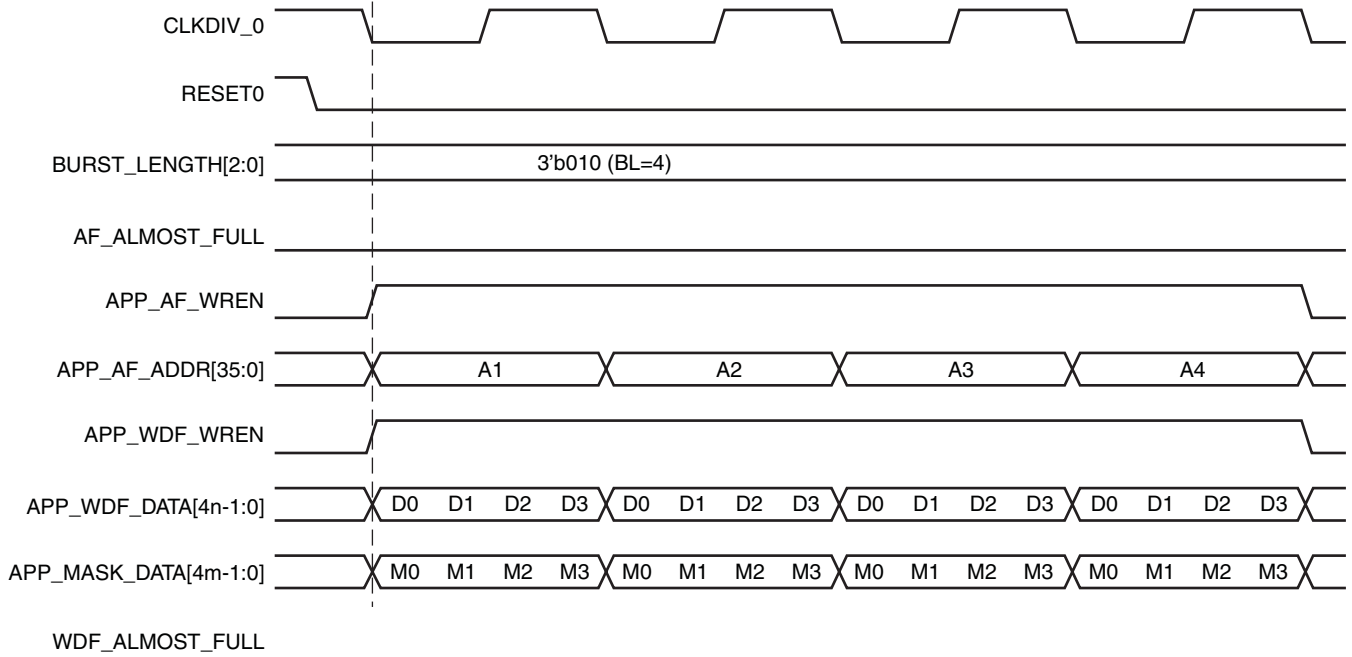 CLKDIV_0
RESET0
BURST_LENGTH[2:0] 3'b010 (BL=4)
AF_ALMOST_FULL
APP_AF_WREN
APP_AF_ADDR[35:0] A1 A2 A3 A4
APP_WDF_WREN
APP_WDF_DATA[4n-1:0] D0 D1 D2 D3 D0 D1 D2 D3 D0 D1 D2 D3 D0 D1 D2 D3
APP_MASK_DATA[4m-1:0] M0 M1 M2 M3 M0 M1 M2 M3 M0 M1 M2 M3 M0 M1 M2 M3
WDF_ALMOST_FULL